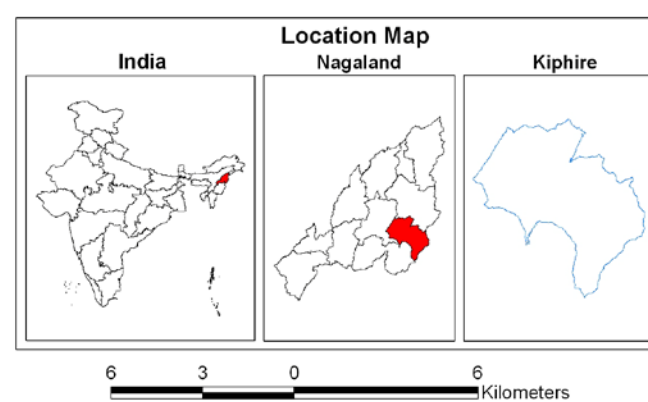 Location Map
India
Nagaland
Kiphire
6 3 0 6
Kilometers